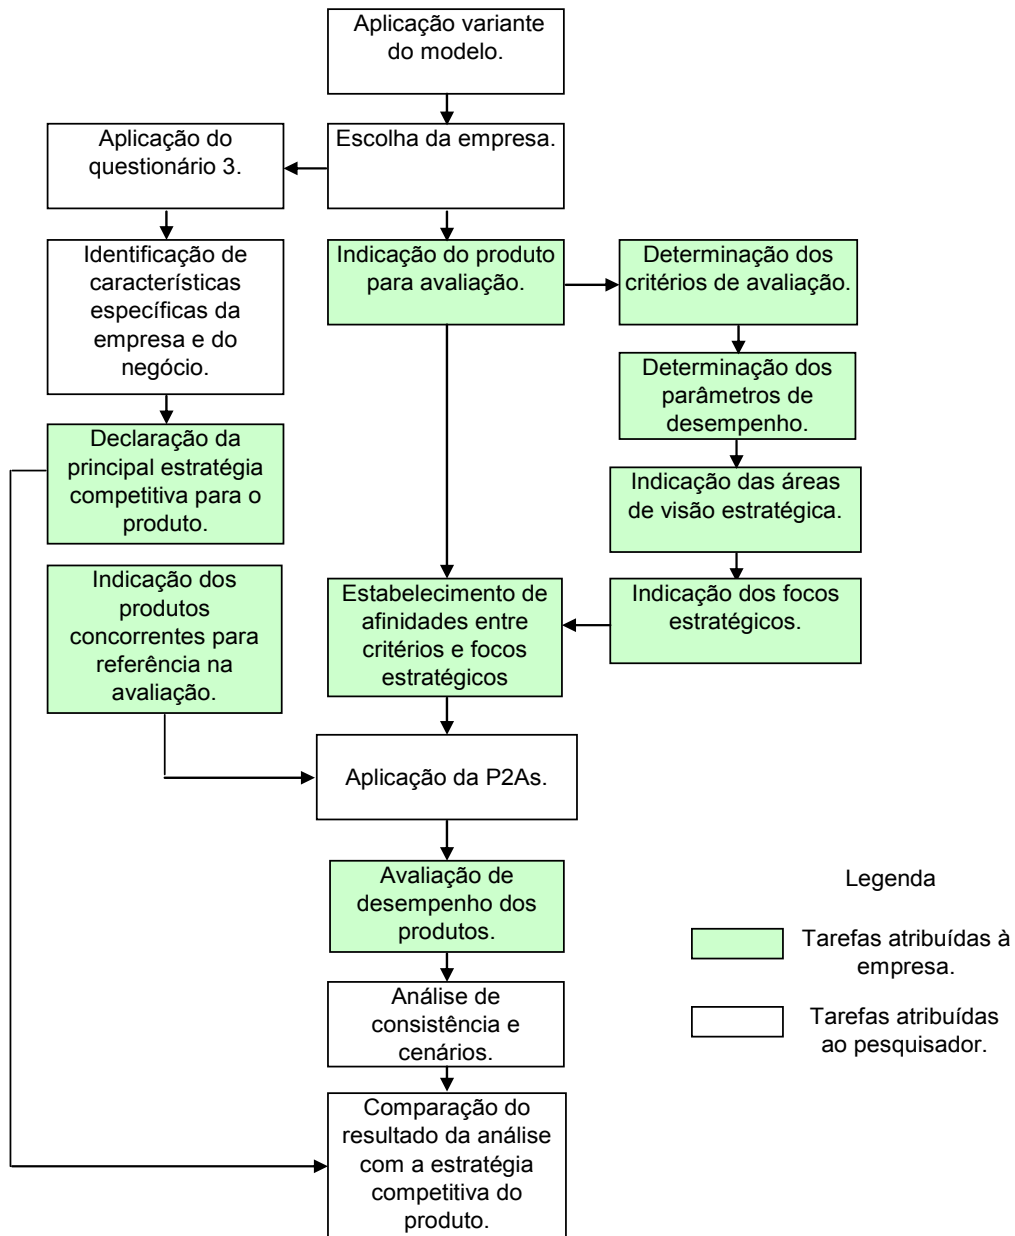 Aplicação variante
do modelo.
Aplicação do
questionário 3.
Escolha da empresa.
Identificação de
características
específicas da
empresa e do
negócio.
Indicação do produto
para avaliação.
Determinação dos
critérios de avaliação.
Determinação dos
parâmetros de
desempenho.
Declaração da
principal estratégia
competitiva para o
produto.
Indicação das áreas
de visão estratégica.
Indicação dos
produtos
concorrentes para
referência na
avaliação.
Estabelecimento de
afinidades entre
critérios e focos
estratégicos
Indicação dos focos
estratégicos.
Aplicação da P2As.
Avaliação de
desempenho dos
produtos.
Análise de
consistência e
cenários.
Comparação do
resultado da análise
com a estratégia
competitiva do
produto.
Legenda
Tarefas atribuídas à
empresa.
Tarefas atribuídas
ao pesquisador.